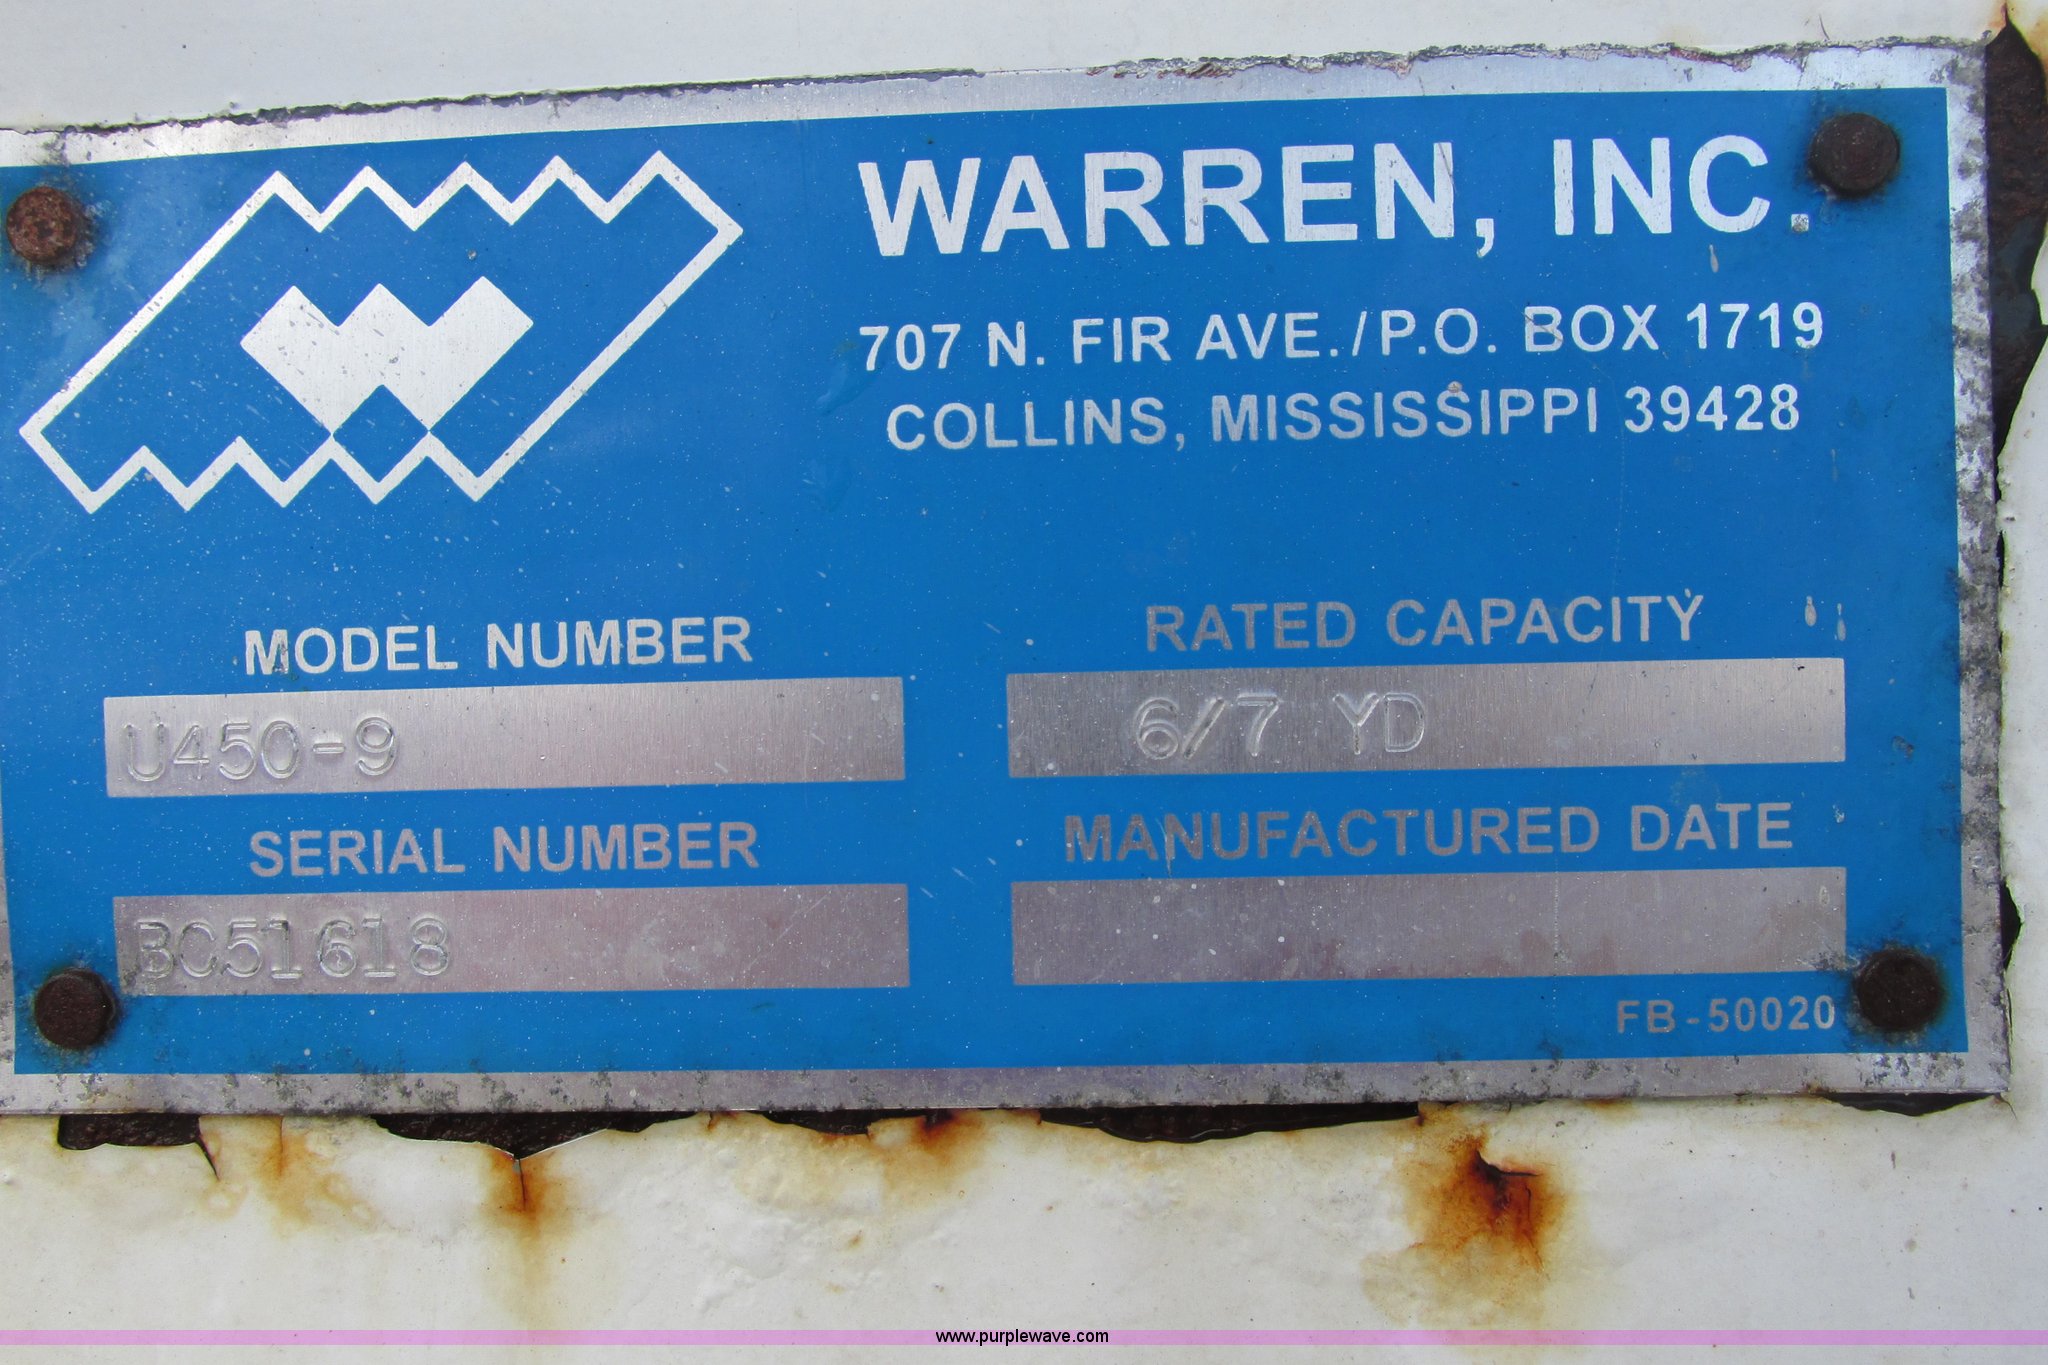 WARREN, INC.
707 N. FIR AVE./P.O. BOX 1719
COLLINS, MISSISSIPPI 39428
MODEL NUMBER
U450-9
RATED CAPACITY
6/7 YD
SERIAL NUMBER
BC51618
MANUFACTURED DATE
FB-50020
www.purplewave.com